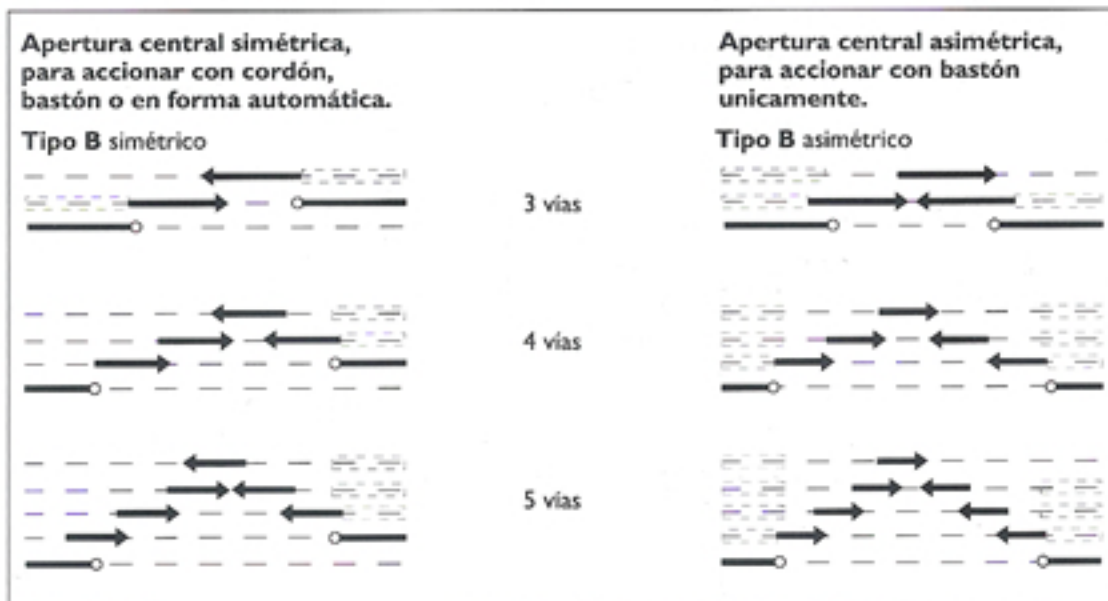 Apertura central simétrica,
para accionar con cordón,
bastón o en forma automática.
Tipo B simétrico
Apertura central asimétrica,
para accionar con bastón
unicamente.
Tipo B asimétrico
3 vías
4 vías
5 vías